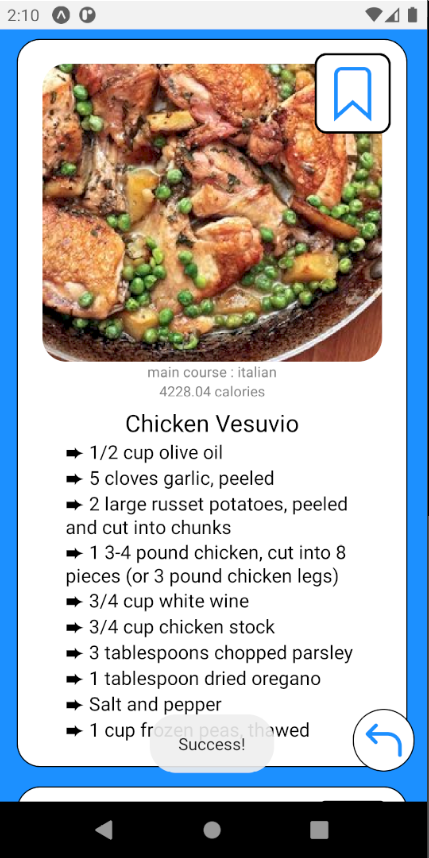 2:10
main course : italian
4228.04 calories
Chicken Vesuvio
➨ 1/2 cup olive oil
➨ 5 cloves garlic, peeled
➨ 2 large russet potatoes, peeled
and cut into chunks
➨ 1 3-4 pound chicken, cut into 8
pieces (or 3 pound chicken legs)
➨ 3/4 cup white wine
➨ 3/4 cup chicken stock
➨ 3 tablespoons chopped parsley
➨ 1 tablespoon dried oregano
➨ Salt and pepper
➨ 1 cup frozen peas, thawed
Success!